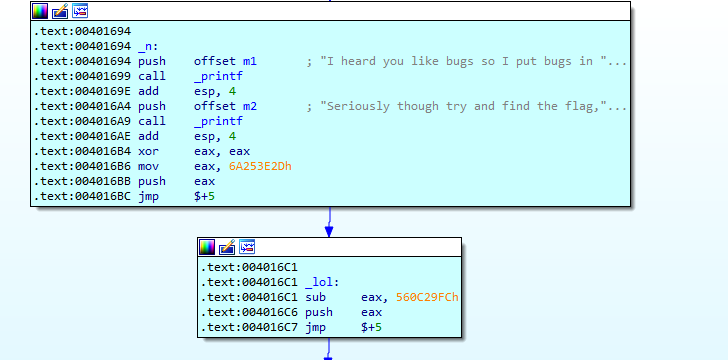 .text:00401694
.text:00401694 _n:
.text:00401694 push    offset m1       ; "I heard you like bugs so I put bugs in "...
.text:00401699 call    _printf
.text:0040169E add     esp, 4
.text:004016A4 push    offset m2       ; "Seriously though try and find the flag,"...
.text:004016A9 call    _printf
.text:004016AE add     esp, 4
.text:004016B4 xor     eax, eax
.text:004016B6 mov     eax, 6A253E2Dh
.text:004016BB push    eax
.text:004016BC jmp     $+5
.text:004016C1
.text:004016C1 _lol:
.text:004016C1 sub     eax, 560C29FCh
.text:004016C6 push    eax
.text:004016C7 jmp     $+5